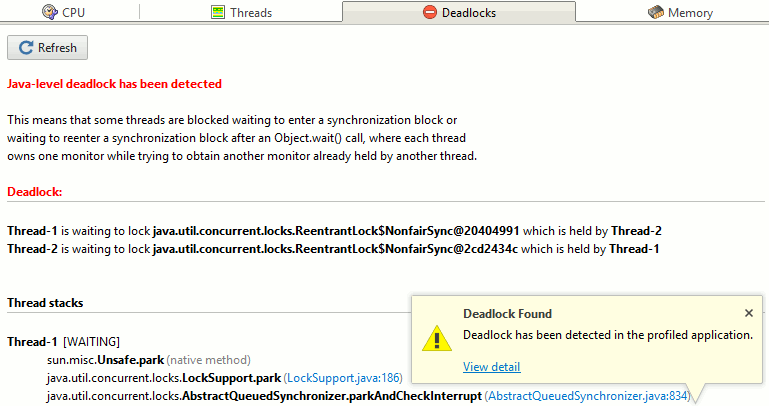 CPU Threads Deadlocks Memory
Refresh
Java-level deadlock has been detected
This means that some threads are blocked waiting to enter a synchronization block or
waiting to reenter a synchronization block after an Object.wait() call, where each thread
owns one monitor while trying to obtain another monitor already held by another thread.
Deadlock:
Thread-1 is waiting to lock java.util.concurrent.locks.ReentrantLock$NonfairSync@20404991 which is held by Thread-2
Thread-2 is waiting to lock java.util.concurrent.locks.ReentrantLock$NonfairSync@2cd2434c which is held by Thread-1
Thread stacks
Thread-1 [WAITING]
sun.misc.Unsafe.park (native method)
java.util.concurrent.locks.LockSupport.park (LockSupport.java:186)
java.util.concurrent.locks.AbstractQueuedSynchronizer.parkAndCheckInterrupt (AbstractQueuedSynchronizer.java:834)
Deadlock Found
Deadlock has been detected in the profiled application.
View detail